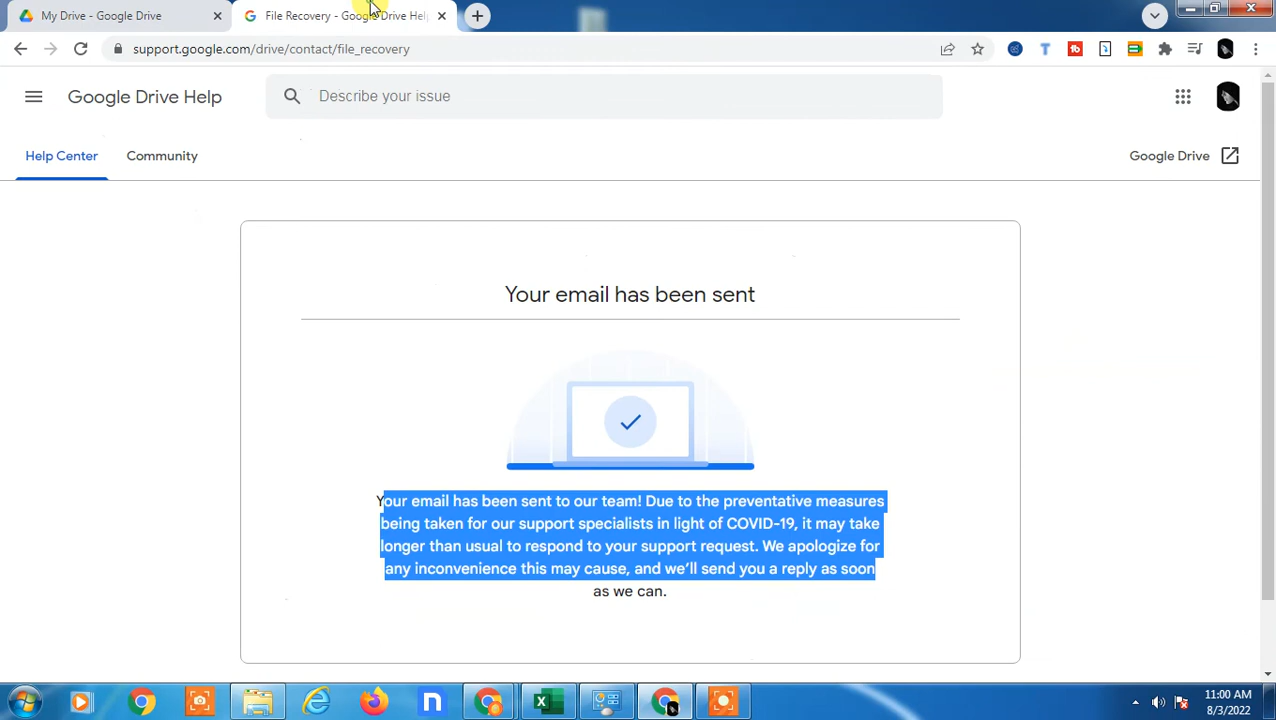 My Drive - Google Drive
File Recovery - Google Drive Hel
support.google.com/drive/contact/file_recovery
Google Drive Help
Describe your issue
Help Center
Community
Google Drive
Your email has been sent
Your email has been sent to our team! Due to the preventative measures
being taken for our support specialists in light of COVID-19, it may take
longer than usual to respond to your support request. We apologize for
any inconvenience this may cause, and we'll send you a reply as soon
as we can.
11:00 AM
8/3/2022